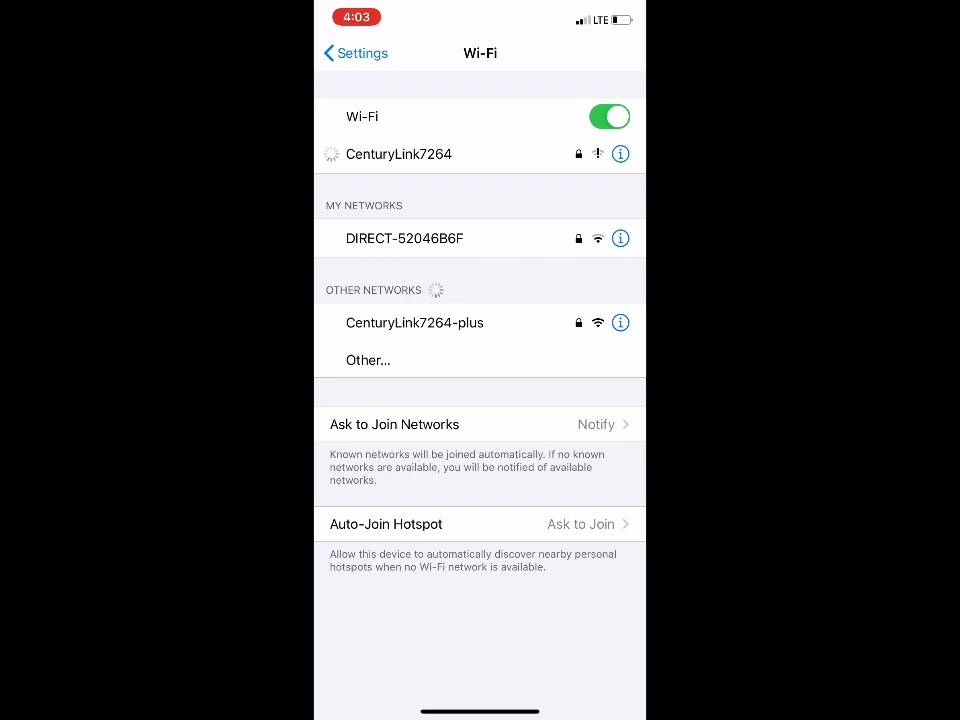 4:03 LTE
Settings Wi-Fi
Wi-Fi
CenturyLink7264
MY NETWORKS
DIRECT-52046B6F
OTHER NETWORKS
CenturyLink7264-plus
Other...
Ask to Join Networks Notify
Known networks will be joined automatically. If no known
networks are available, you will be notified of available
networks.
Auto-Join Hotspot Ask to Join
Allow this device to automatically discover nearby personal
hotspots when no Wi-Fi network is available.